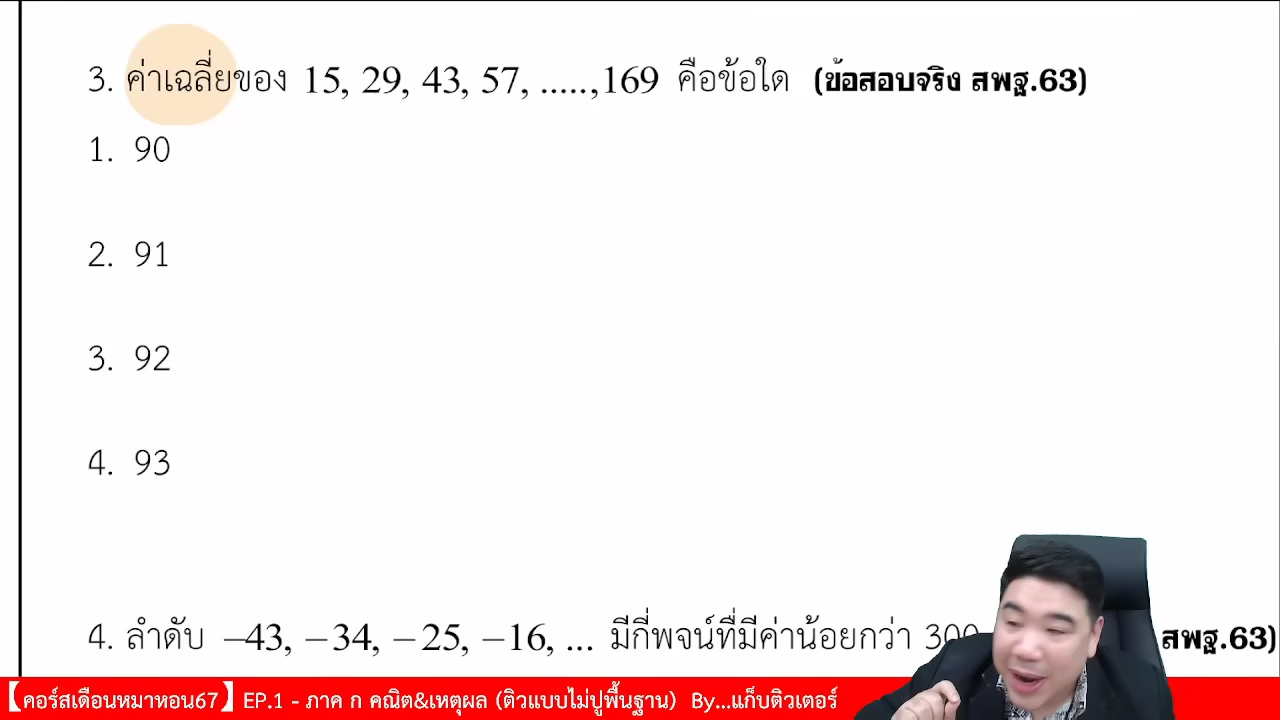 3. ค่าเฉลี่ยของ 15, 29, 43, 57, .....,169 คือข้อใด (ข้อสอบจริง สพฐ.63)
1. 90
2. 91
3. 92
4. 93
4. ลำดับ –43, –34, –25, –16, ... มีกี่พจน์ที่มีค่าน้อยกว่า 300 สพฐ.63)
【คอร์สเดือนหมาหอน67】EP.1 - ภาค ก คณิต&เหตุผล (ติวแบบไม่ปูพื้นฐาน) By...แก็บติวเตอร์